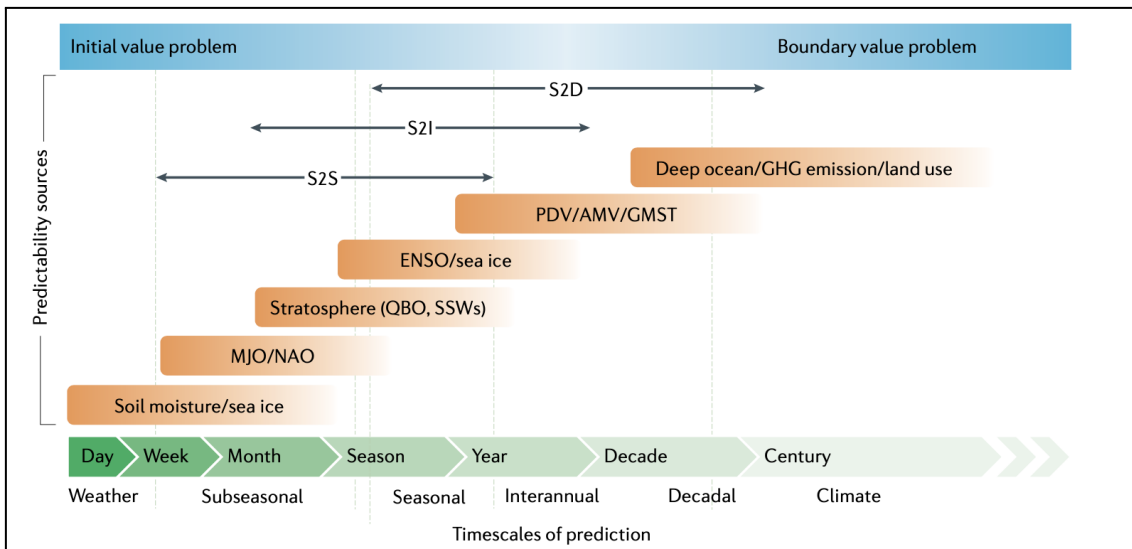 Initial value problem
Boundary value problem
S2D
S2I
S2S
Predictability sources
Deep ocean/GHG emission/land use
PDV/AMV/GMST
ENSO/sea ice
Stratosphere (QBO, SSWs)
MJO/NAO
Soil moisture/sea ice
Day Week Month Season Year Decade Century
Weather Subseasonal Seasonal Interannual Decadal Climate
Timescales of prediction